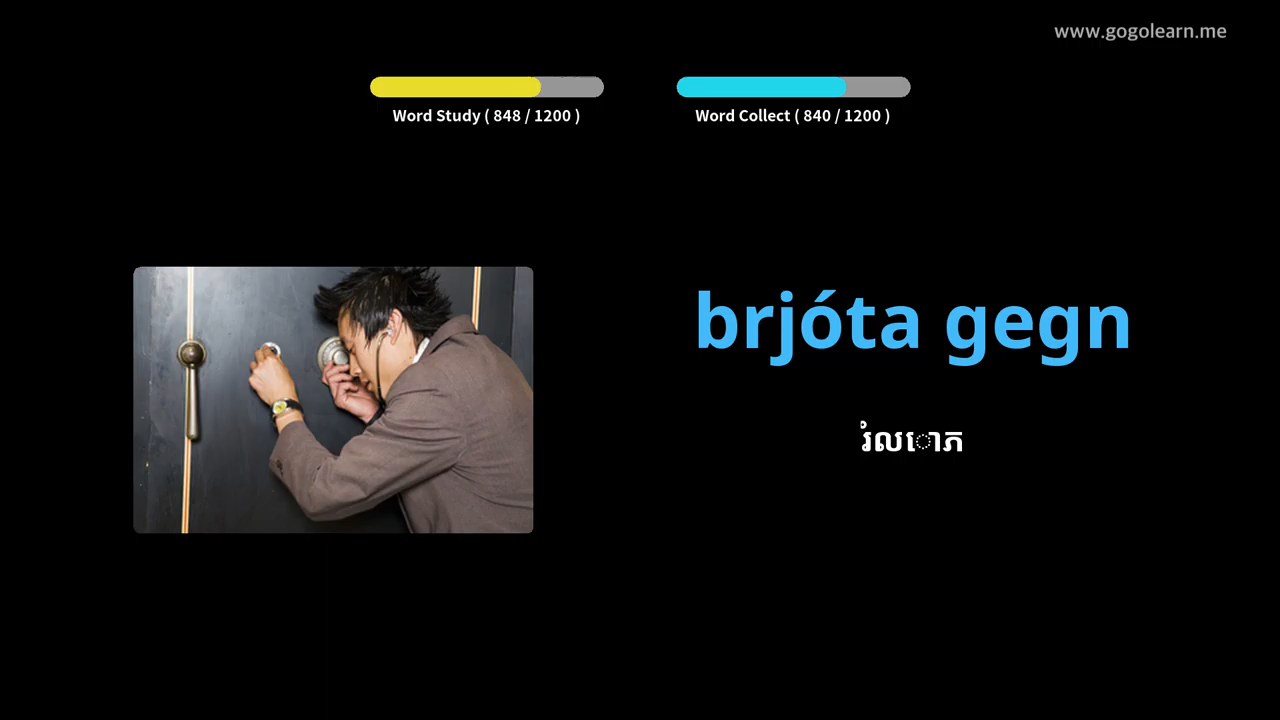 www.gogolearn.me
Word Study ( 848 / 1200 )
Word Collect ( 840 / 1200 )
brjóta gegn
រំលោភ